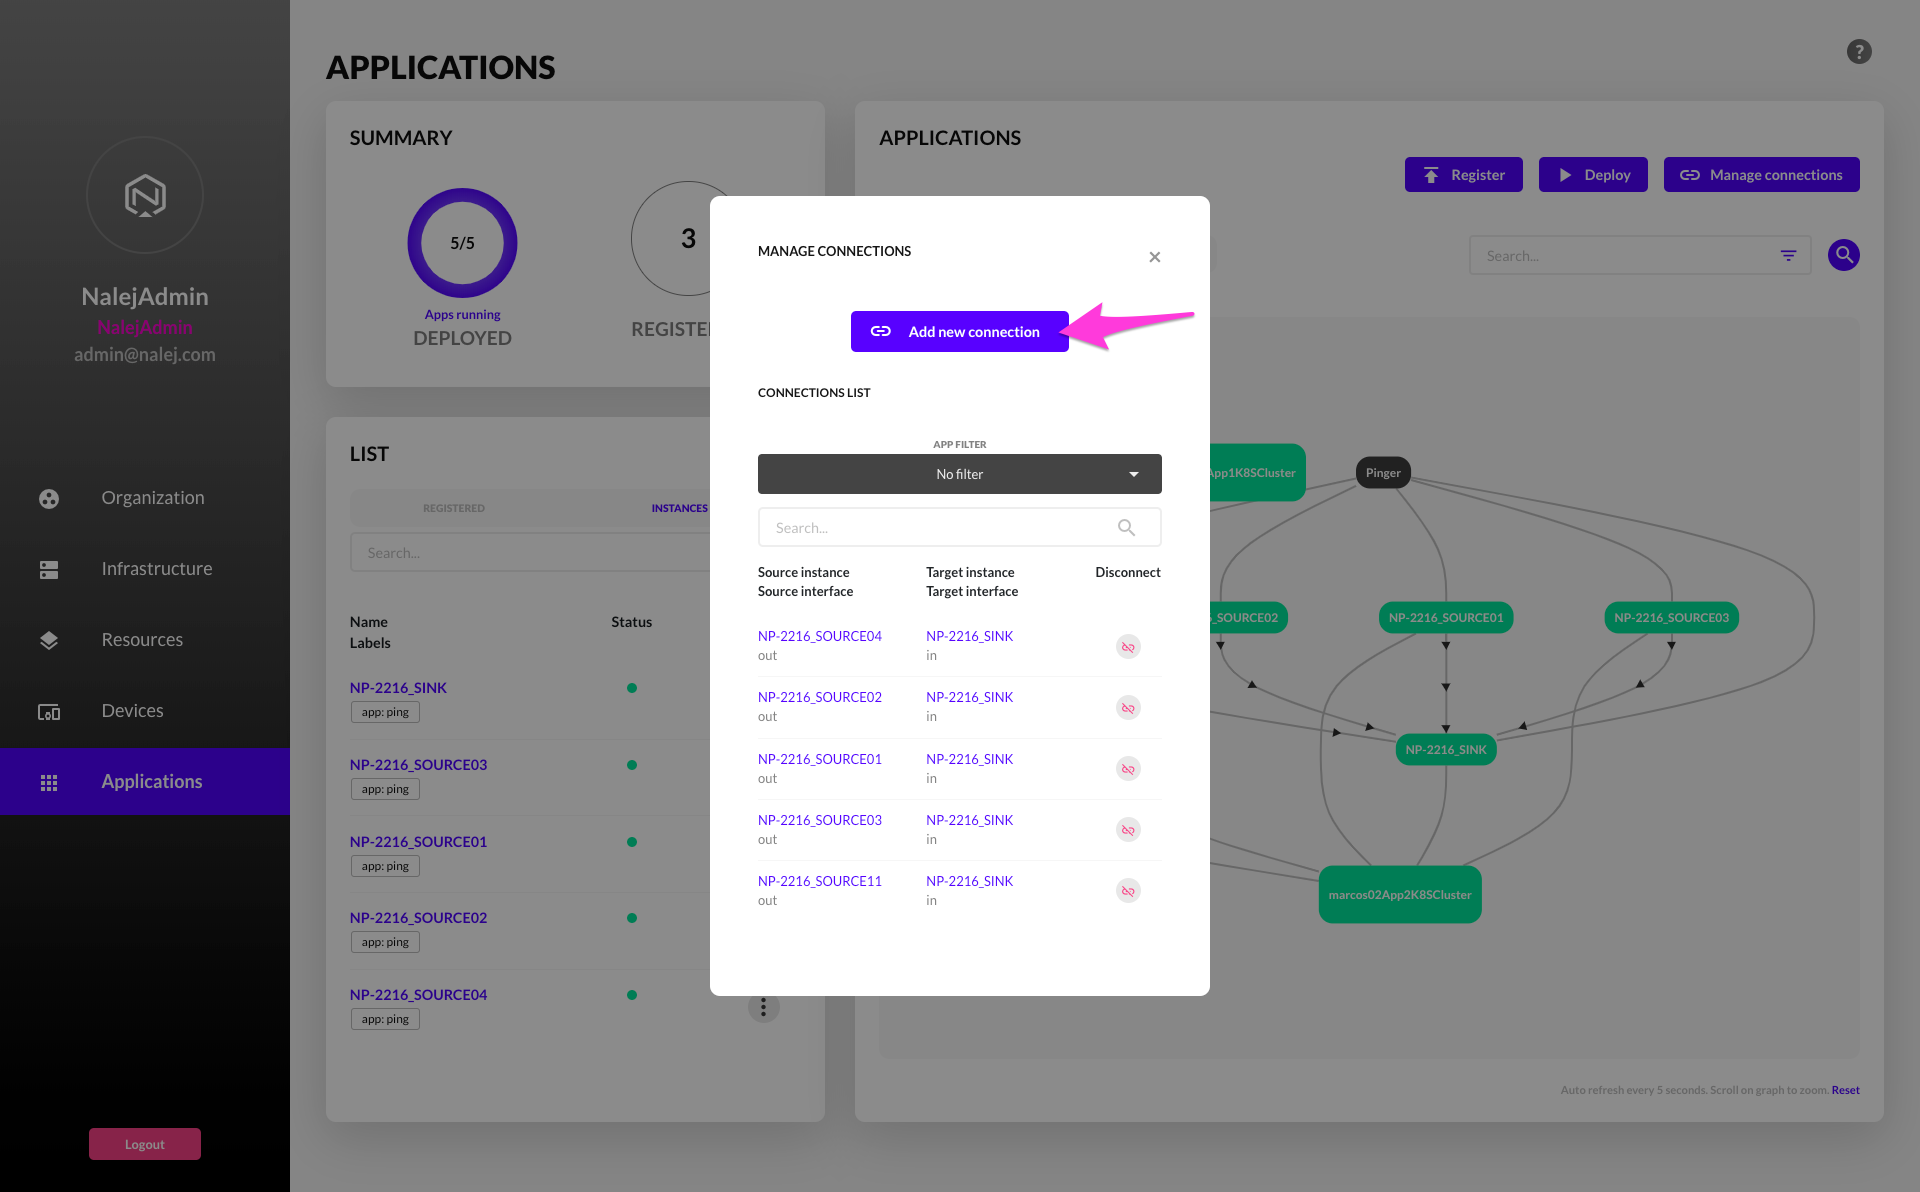 NalejAdmin
NalejAdmin
admin@nalej.com
Organization
Infrastructure
Resources
Devices
Applications
Logout
APPLICATIONS
?
SUMMARY
5/5
Apps running
DEPLOYED
3
LIST
REGISTERED
INSTANCES
Search...
Name
Labels
Status
NP-2216_SINK
app: ping
NP-2216_SOURCE03
app: ping
NP-2216_SOURCE01
app: ping
NP-2216_SOURCE02
app: ping
NP-2216_SOURCE04
app: ping
MANAGE CONNECTIONS
Add new connection
CONNECTIONS LIST
APP FILTER
No filter
Search...
Source instance Target instance Disconnect
Source interface Target interface
NP-2216_SOURCE04 NP-2216_SINK
out in
NP-2216_SOURCE02 NP-2216_SINK
out in
NP-2216_SOURCE01 NP-2216_SINK
out in
NP-2216_SOURCE03 NP-2216_SINK
out in
NP-2216_SOURCE11 NP-2216_SINK
out in
APPLICATIONS
Register
Deploy
Manage connections
Search...
App1K8SCluster
Pinger
_SOURCE02
NP-2216_SOURCE01
NP-2216_SOURCE03
NP-2216_SINK
marcos02App2K8SCluster
Auto refresh every 5 seconds. Scroll on graph to zoom. Reset